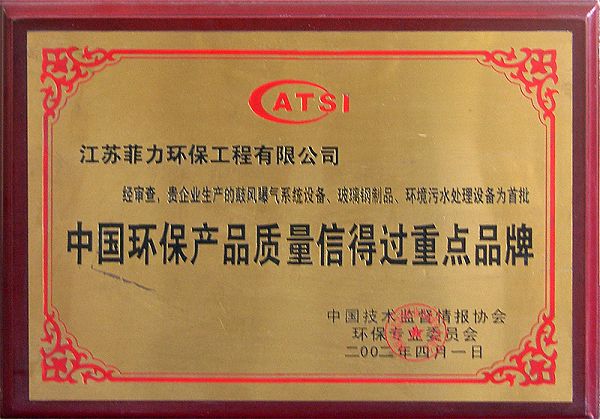 CATSI
江苏菲力环保工程有限公司
经审查，贵企业生产的鼓风曝气系统设备、玻璃钢制品、环境污水处理设备为首批
中国环保产品质量信得过重点品牌
中国技术监督情报协会
环保专业委员会
二00二年四月一日